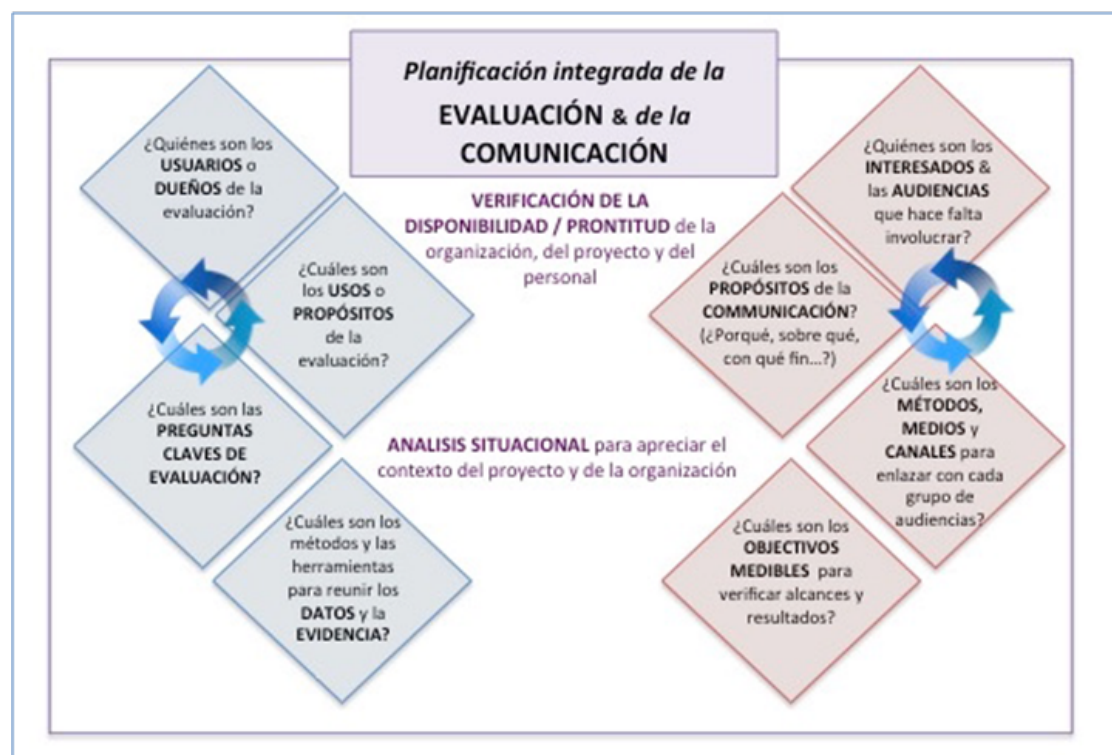 Planificación integrada de la
EVALUACIÓN & de la
COMUNICACIÓN
¿Quiénes son los
USUARIOS o
DUEÑOS de la
evaluación?
¿Cuáles son
los USOS o
PROPÓSITOS
de la
evaluación?
¿Cuáles son las
PREGUNTAS
CLAVES DE
EVALUACIÓN?
¿Cuáles son los
métodos y las
herramientas
para reunir los
DATOS y la
EVIDENCIA?
VERIFICACIÓN DE LA
DISPONIBILIDAD / PRONTITUD de la
organización, del proyecto y del
personal
ANALISIS SITUACIONAL para apreciar el
contexto del proyecto y de la organización
¿Quiénes son los
INTERESADOS &
las AUDIENCIAS
que hace falta
involucrar?
¿Cuáles son los
PROPÓSITOS de la
COMMUNICACIÓN?
(¿Porqué, sobre qué,
con qué fin...?)
¿Cuáles son los
MÉTODOS,
MEDIOS y
CANALES para
enlazar con cada
grupo de
audiencias?
¿Cuáles son los
OBJECTIVOS
MEDIBLES para
verificar alcances y
resultados?